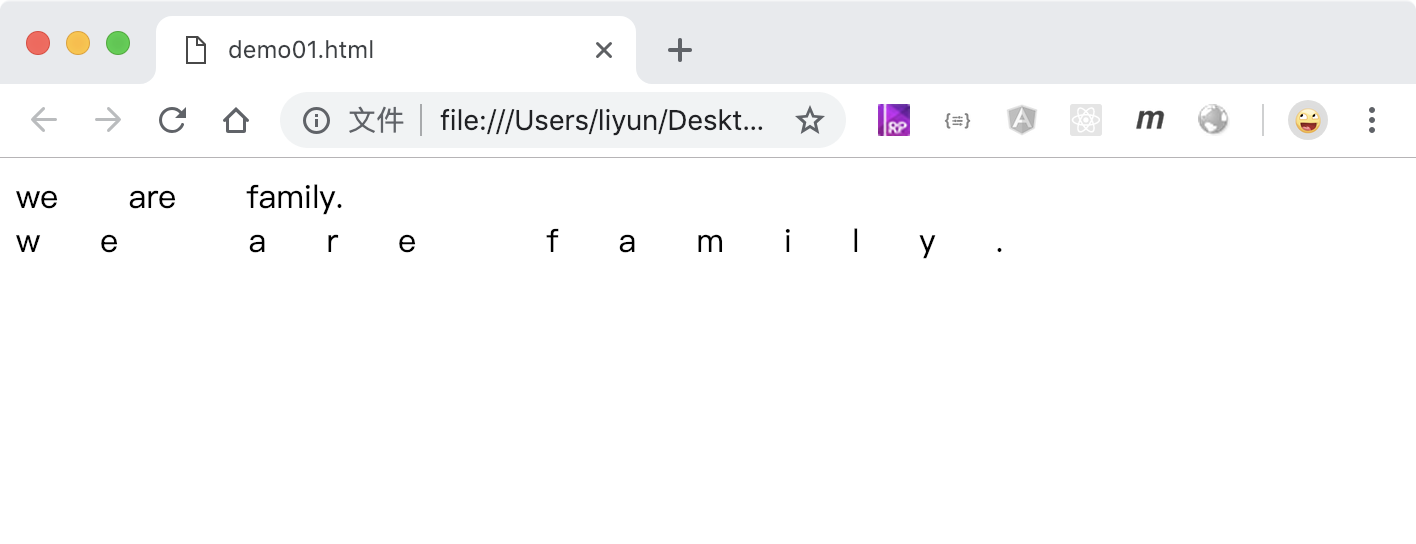 demo01.html
文件 file:///Users/liyun/Deskt...
RP {≡} A m
we are family.
w e a r e f a m i l y .